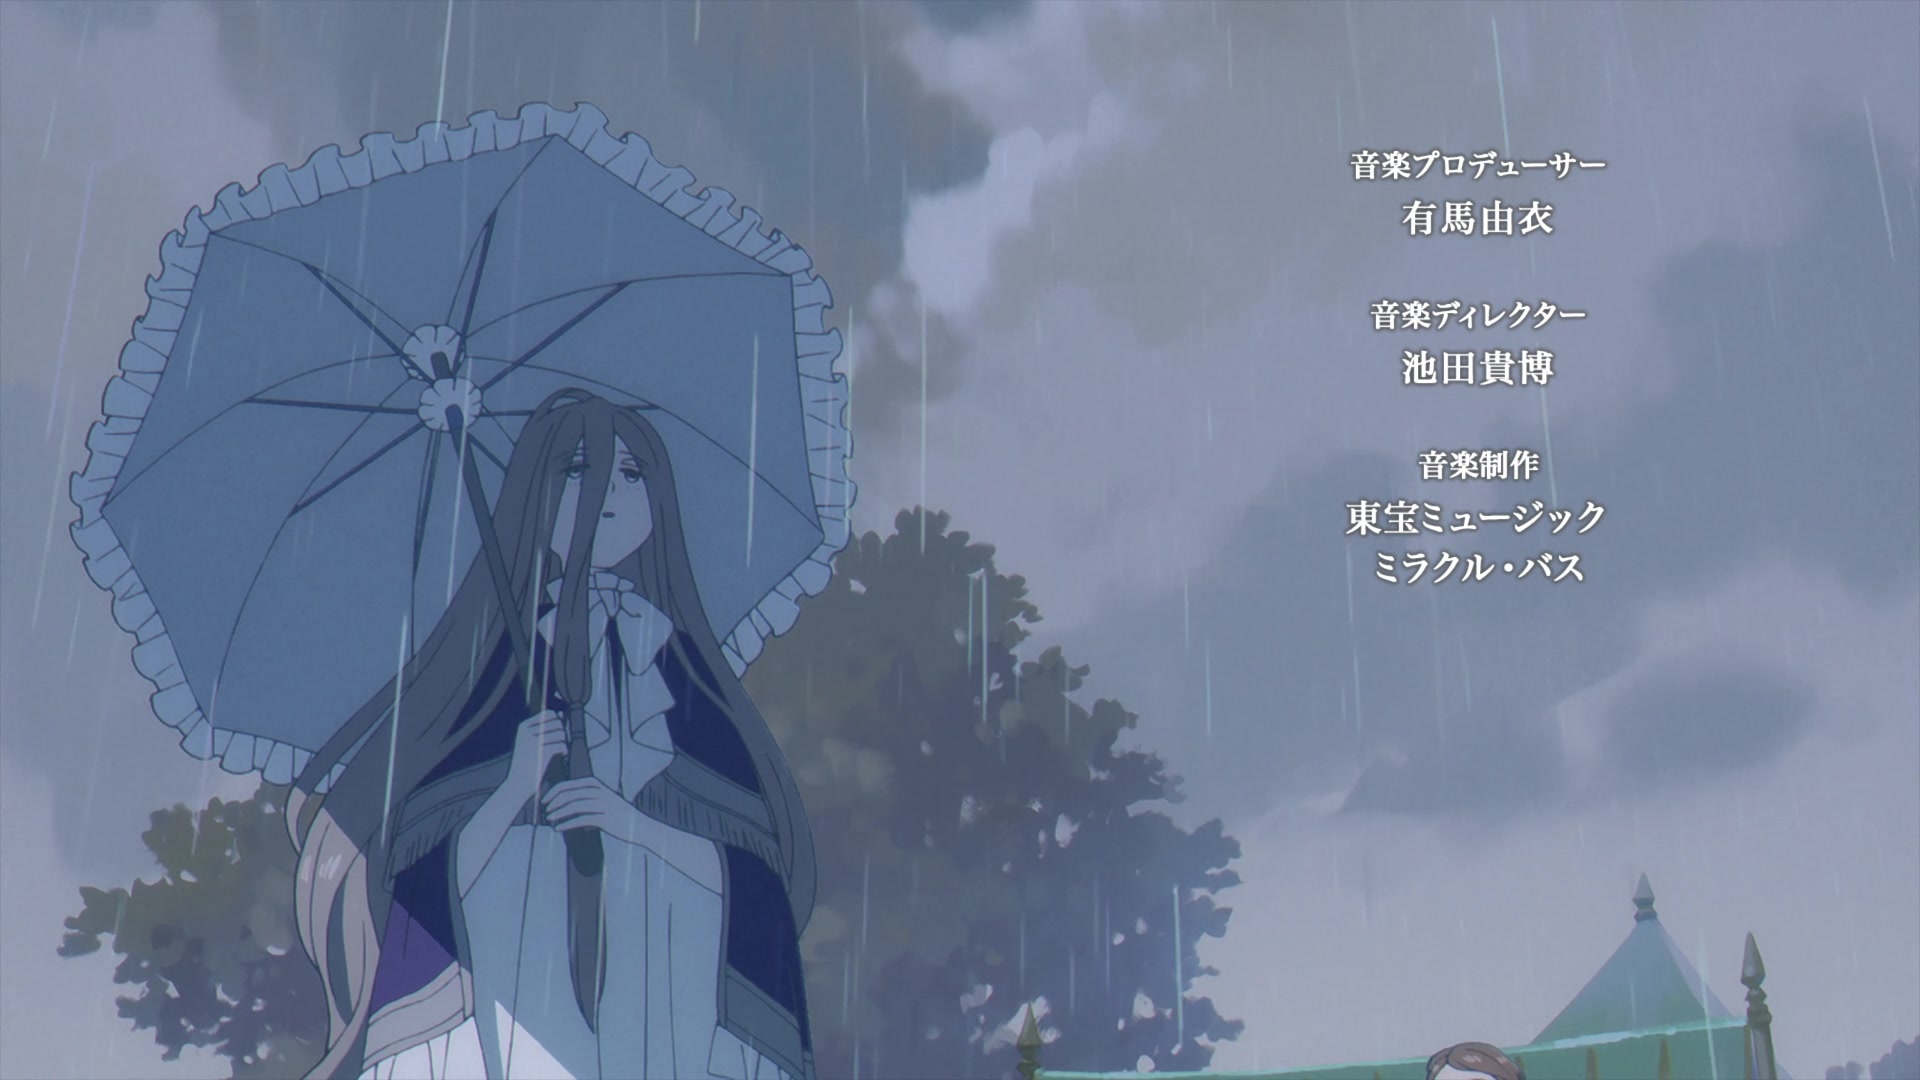 音楽プロデューサー
有馬由衣
音楽ディレクター
池田貴博
音楽制作
東宝ミュージック
ミラクル・バス